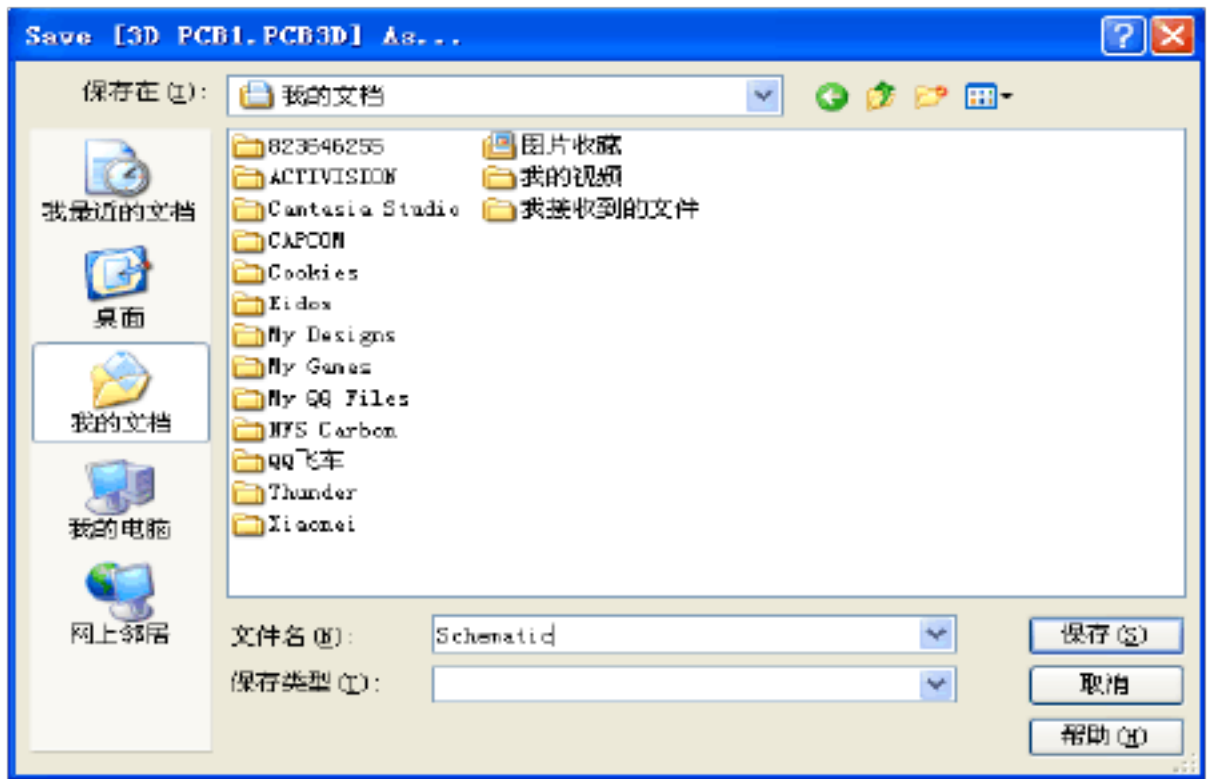 Save [3D PCB1.PCB3D] As...
保存在(I):
我的文档
我最近的文档
桌面
我的文档
我的电脑
网上邻居
823646255
ACTIVISION
Camtasia Studio
CAPCOM
Cookies
Eidos
My Designs
My Games
My QQ Files
NFS Carbon
QQ飞车
Thunder
Xiaomei
图片收藏
我的视频
我接收到的文件
文件名(N):
Schematic
保存(S)
保存类型(T):
取消
帮助(H)